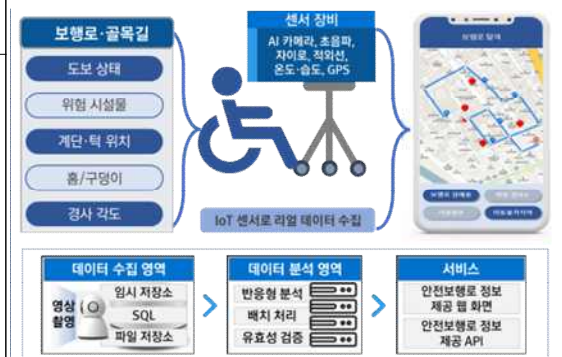 보행로·골목길
도보 상태
위험 시설물
계단·턱 위치
홈/구덩이
경사 각도
센서 장비
AI 카메라, 초음파,
자이로, 적외선,
온도·습도, GPS
IoT 센서로 리얼 데이터 수집
보행로 탐색
데이터 수집 영역
영상
촬영
임시 저장소
SQL
파일 저장소
데이터 분석 영역
반응형 분석
배치 처리
유효성 검증
서비스
안전보행로 정보
제공 웹 화면
안전보행로 정보
제공 API